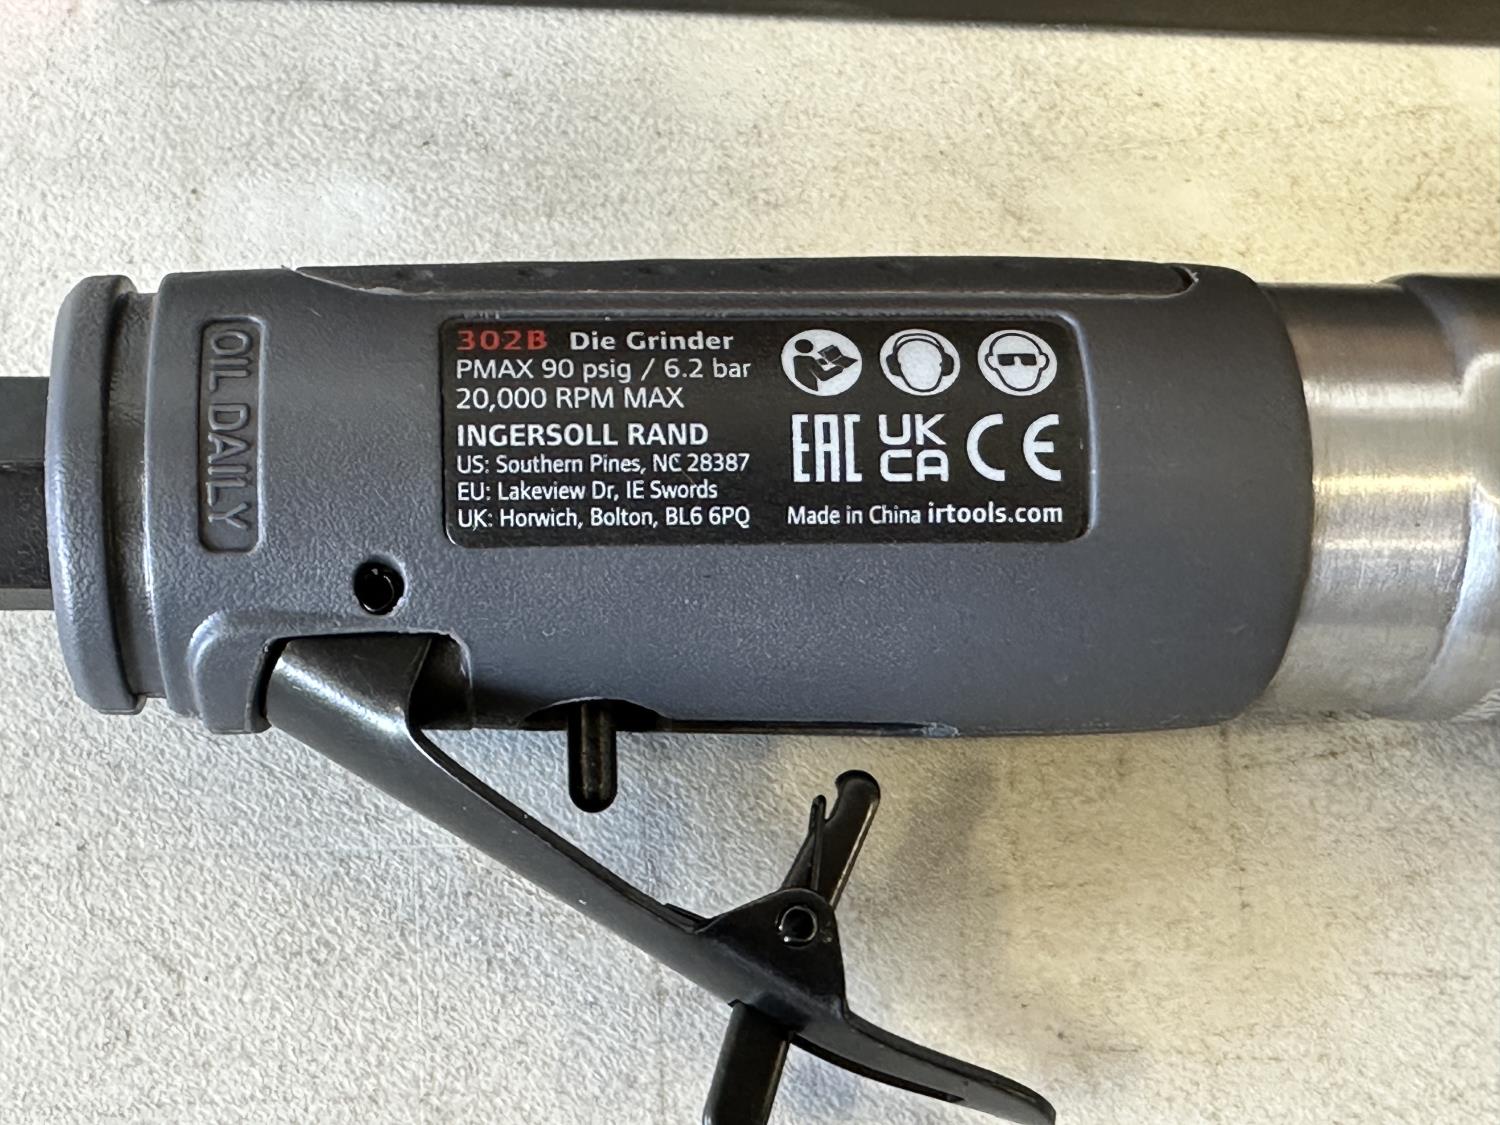 OIL DAILY
302B Die Grinder
PMAX 90 psig / 6.2 bar
20,000 RPM MAX
INGERSOLL RAND
US: Southern Pines, NC 28387
EU: Lakeview Dr, IE Swords
UK: Horwich, Bolton, BL6 6PQ
EAC UK CA CE
Made in China irtools.com